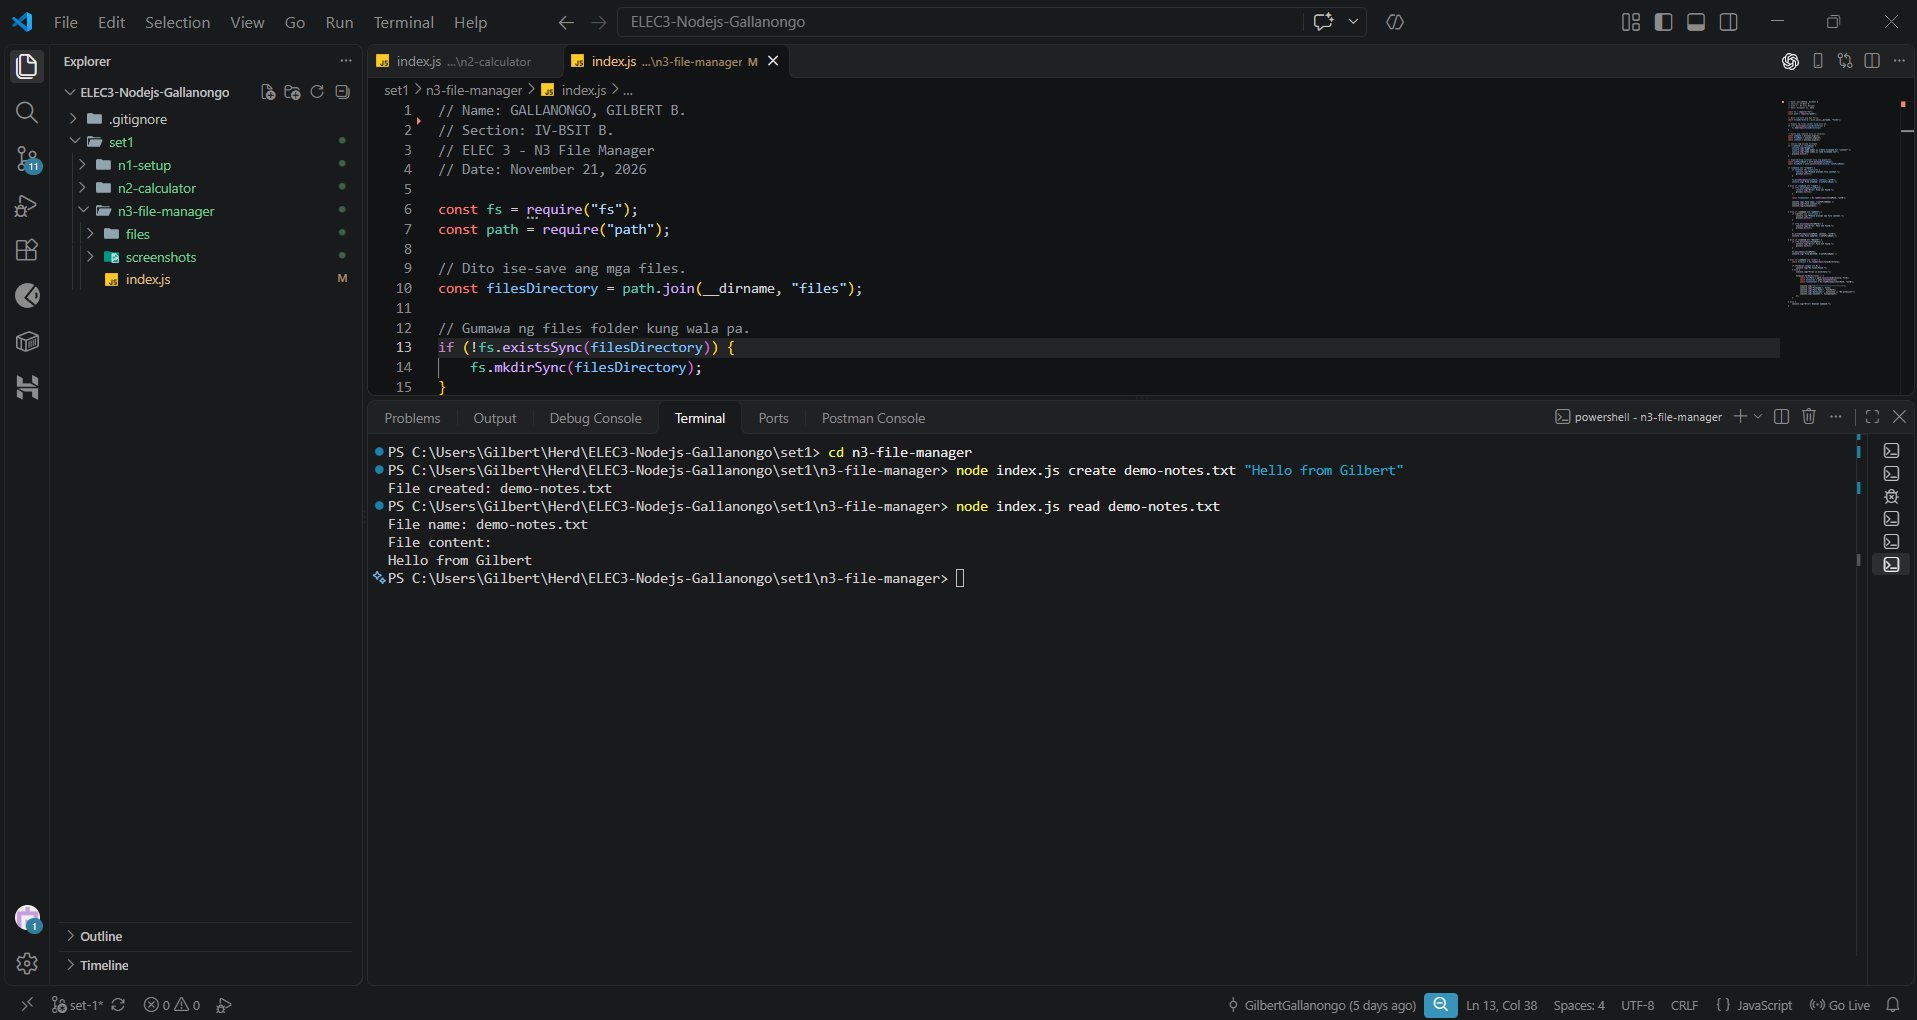 File Edit Selection View Go Run Terminal Help
ELEC3-Nodejs-Gallanongo
Explorer
ELEC3-Nodejs-Gallanongo
.gitignore
set1
n1-setup
n2-calculator
n3-file-manager
files
screenshots
index.js M
Outline
Timeline
11
1
index.js ...\n2-calculator
index.js ...\n3-file-manager M
set1 > n3-file-manager > index.js > ...
1 // Name: GALLANONGO, GILBERT B.
2 // Section: IV-BSIT B.
3 // ELEC 3 - N3 File Manager
4 // Date: November 21, 2026
5
6 const fs = require("fs");
7 const path = require("path");
8
9 // Dito ise-save ang mga files.
10 const filesDirectory = path.join(__dirname, "files");
11
12 // Gumawa ng files folder kung wala pa.
13 if (!fs.existsSync(filesDirectory)) {
14 fs.mkdirSync(filesDirectory);
15 }
Problems Output Debug Console Terminal Ports Postman Console
powershell - n3-file-manager
PS C:\Users\Gilbert\Herd\ELEC3-Nodejs-Gallanongo\set1> cd n3-file-manager
PS C:\Users\Gilbert\Herd\ELEC3-Nodejs-Gallanongo\set1\n3-file-manager> node index.js create demo-notes.txt "Hello from Gilbert"
File created: demo-notes.txt
PS C:\Users\Gilbert\Herd\ELEC3-Nodejs-Gallanongo\set1\n3-file-manager> node index.js read demo-notes.txt
File name: demo-notes.txt
File content:
Hello from Gilbert
PS C:\Users\Gilbert\Herd\ELEC3-Nodejs-Gallanongo\set1\n3-file-manager>
set-1* 0 0
GilbertGallanongo (5 days ago) Ln 13, Col 38 Spaces: 4 UTF-8 CRLF {} JavaScript Go Live